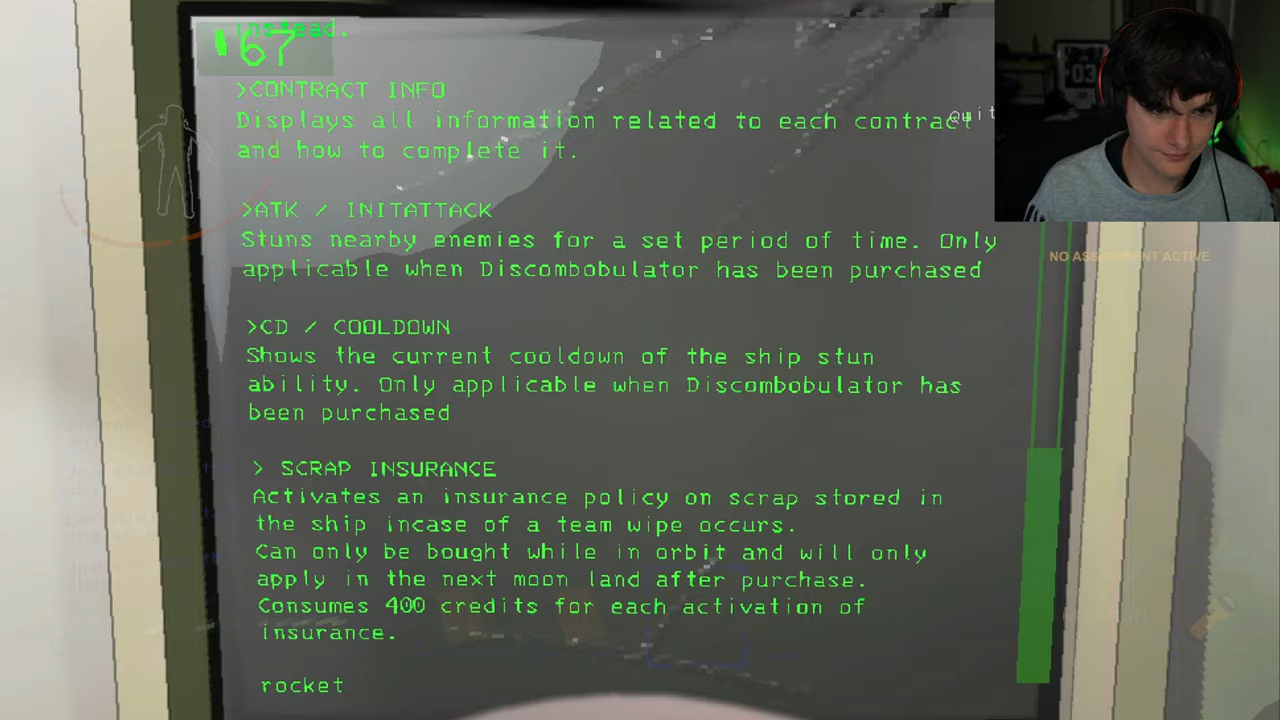 instead.
67
>CONTRACT INFO
Displays all information related to each contract
Quit
and how to complete it.
>ATK / INITATTACK
Stuns nearby enemies for a set period of time. Only
applicable when Discombobulator has been purchased
NO ASSIGNMENT ACTIVE
>CD / COOLDOWN
Shows the current cooldown of the ship stun
ability. Only applicable when Discombobulator has
been purchased
> SCRAP INSURANCE
Activates an insurance policy on scrap stored in
the ship incase of a team wipe occurs.
Can only be bought while in orbit and will only
apply in the next moon land after purchase.
Consumes 400 credits for each activation of
insurance.
rocket
03